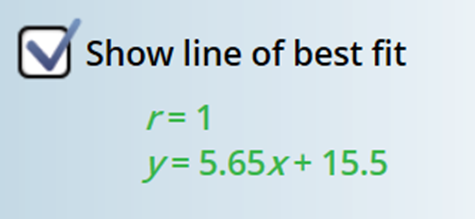 Show line of best fit
r = 1
y = 5.65x + 15.5